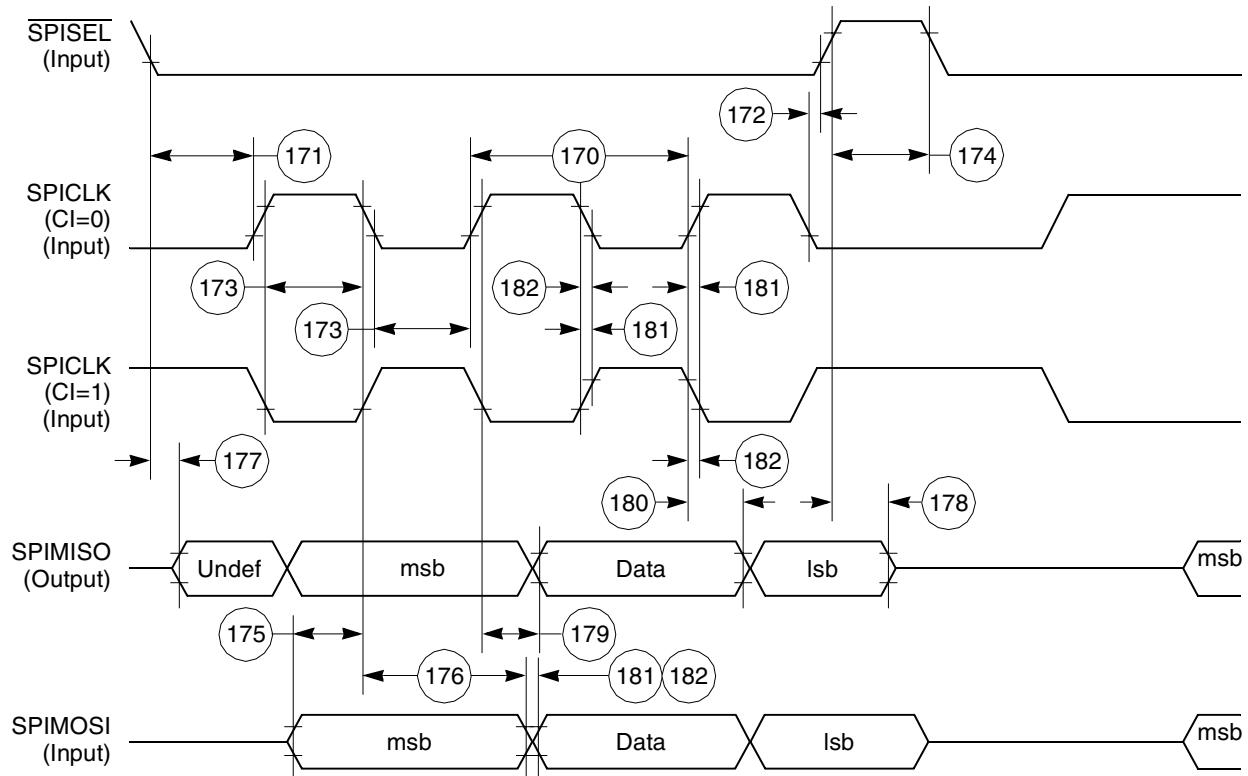 SPISEL
(Input)
172
171
170
174
SPICLK
(CI=0)
(Input)
173
182
181
173
181
SPICLK
(CI=1)
(Input)
177
182
180
178
SPIMISO
(Output)
Undef
msb
Data
lsb
msb
175
179
176
181
182
SPIMOSI
(Input)
msb
Data
lsb
msb